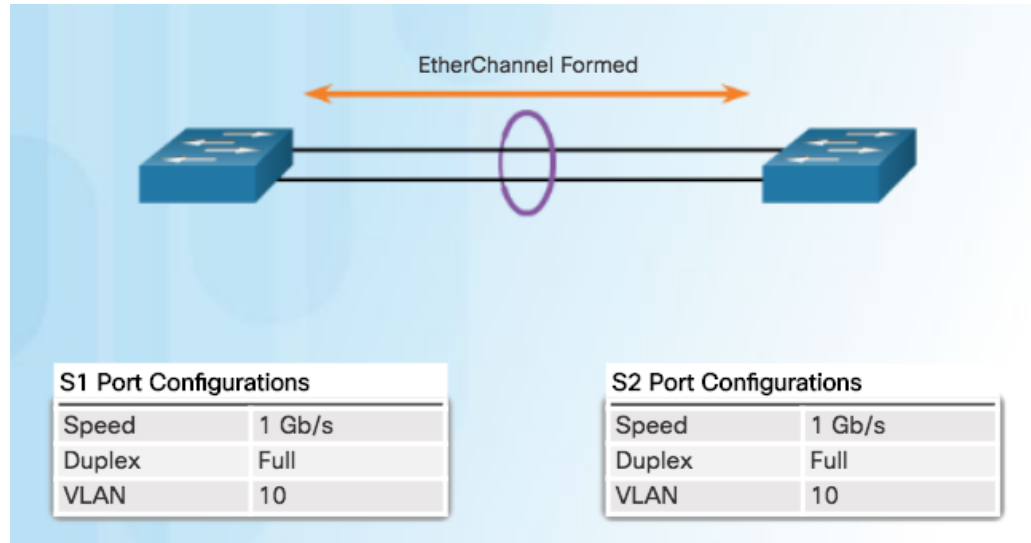 EtherChannel Formed
S1 Port Configurations
Speed 1 Gb/s
Duplex Full
VLAN 10
S2 Port Configurations
Speed 1 Gb/s
Duplex Full
VLAN 10